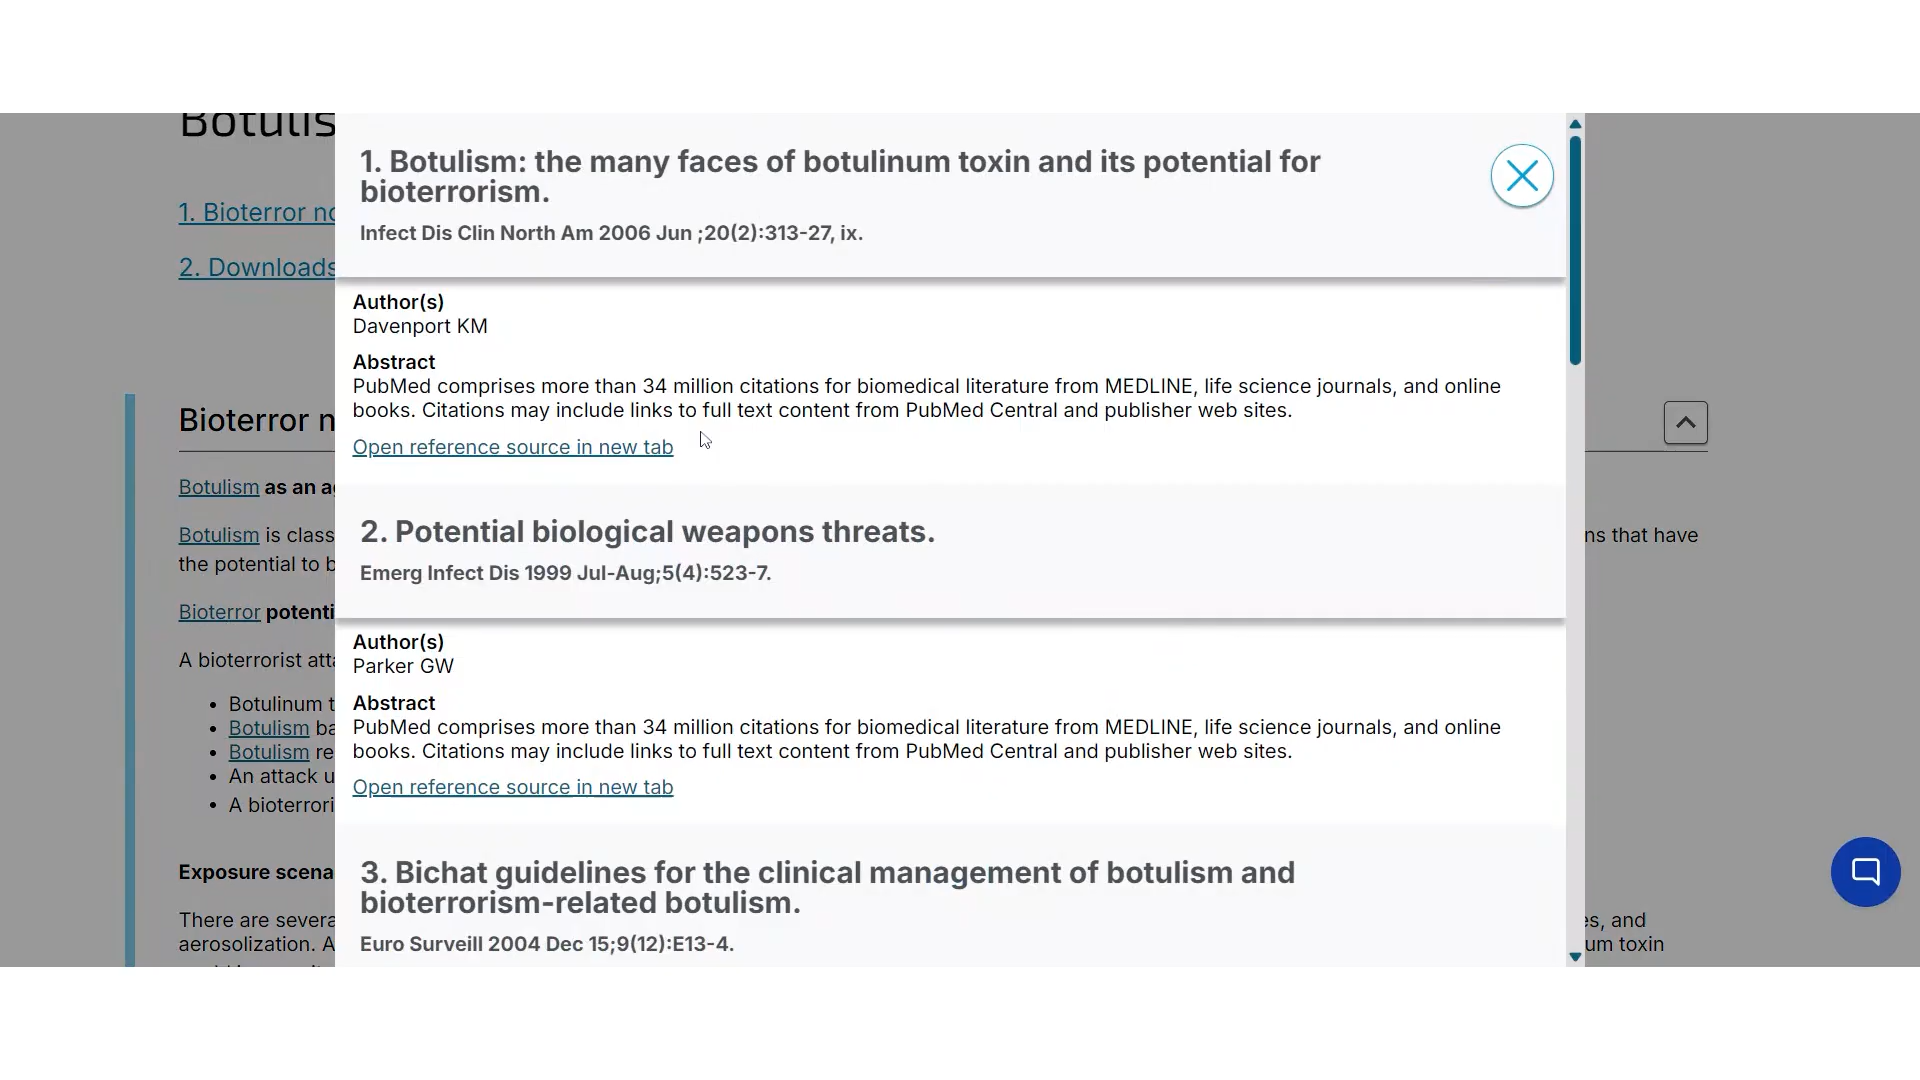 Botulis
1. Bioterror no
2. Downloads
1. Botulism: the many faces of botulinum toxin and its potential for
bioterrorism.
Infect Dis Clin North Am 2006 Jun ;20(2):313-27, ix.
Author(s)
Davenport KM
Abstract
PubMed comprises more than 34 million citations for biomedical literature from MEDLINE, life science journals, and online
books. Citations may include links to full text content from PubMed Central and publisher web sites.
Open reference source in new tab
2. Potential biological weapons threats.
Emerg Infect Dis 1999 Jul-Aug;5(4):523-7.
Author(s)
Parker GW
Abstract
PubMed comprises more than 34 million citations for biomedical literature from MEDLINE, life science journals, and online
books. Citations may include links to full text content from PubMed Central and publisher web sites.
Open reference source in new tab
3. Bichat guidelines for the clinical management of botulism and
bioterrorism-related botulism.
Euro Surveill 2004 Dec 15;9(12):E13-4.
Bioterror n
Botulism as an a
Botulism is class
ns that have
the potential to b
Bioterror potenti
A bioterrorist atta
• Botulinum t
• Botulism ba
• Botulism re
• An attack u
• A bioterrori
Exposure scena
There are severa
es, and
aerosolization. A
um toxin